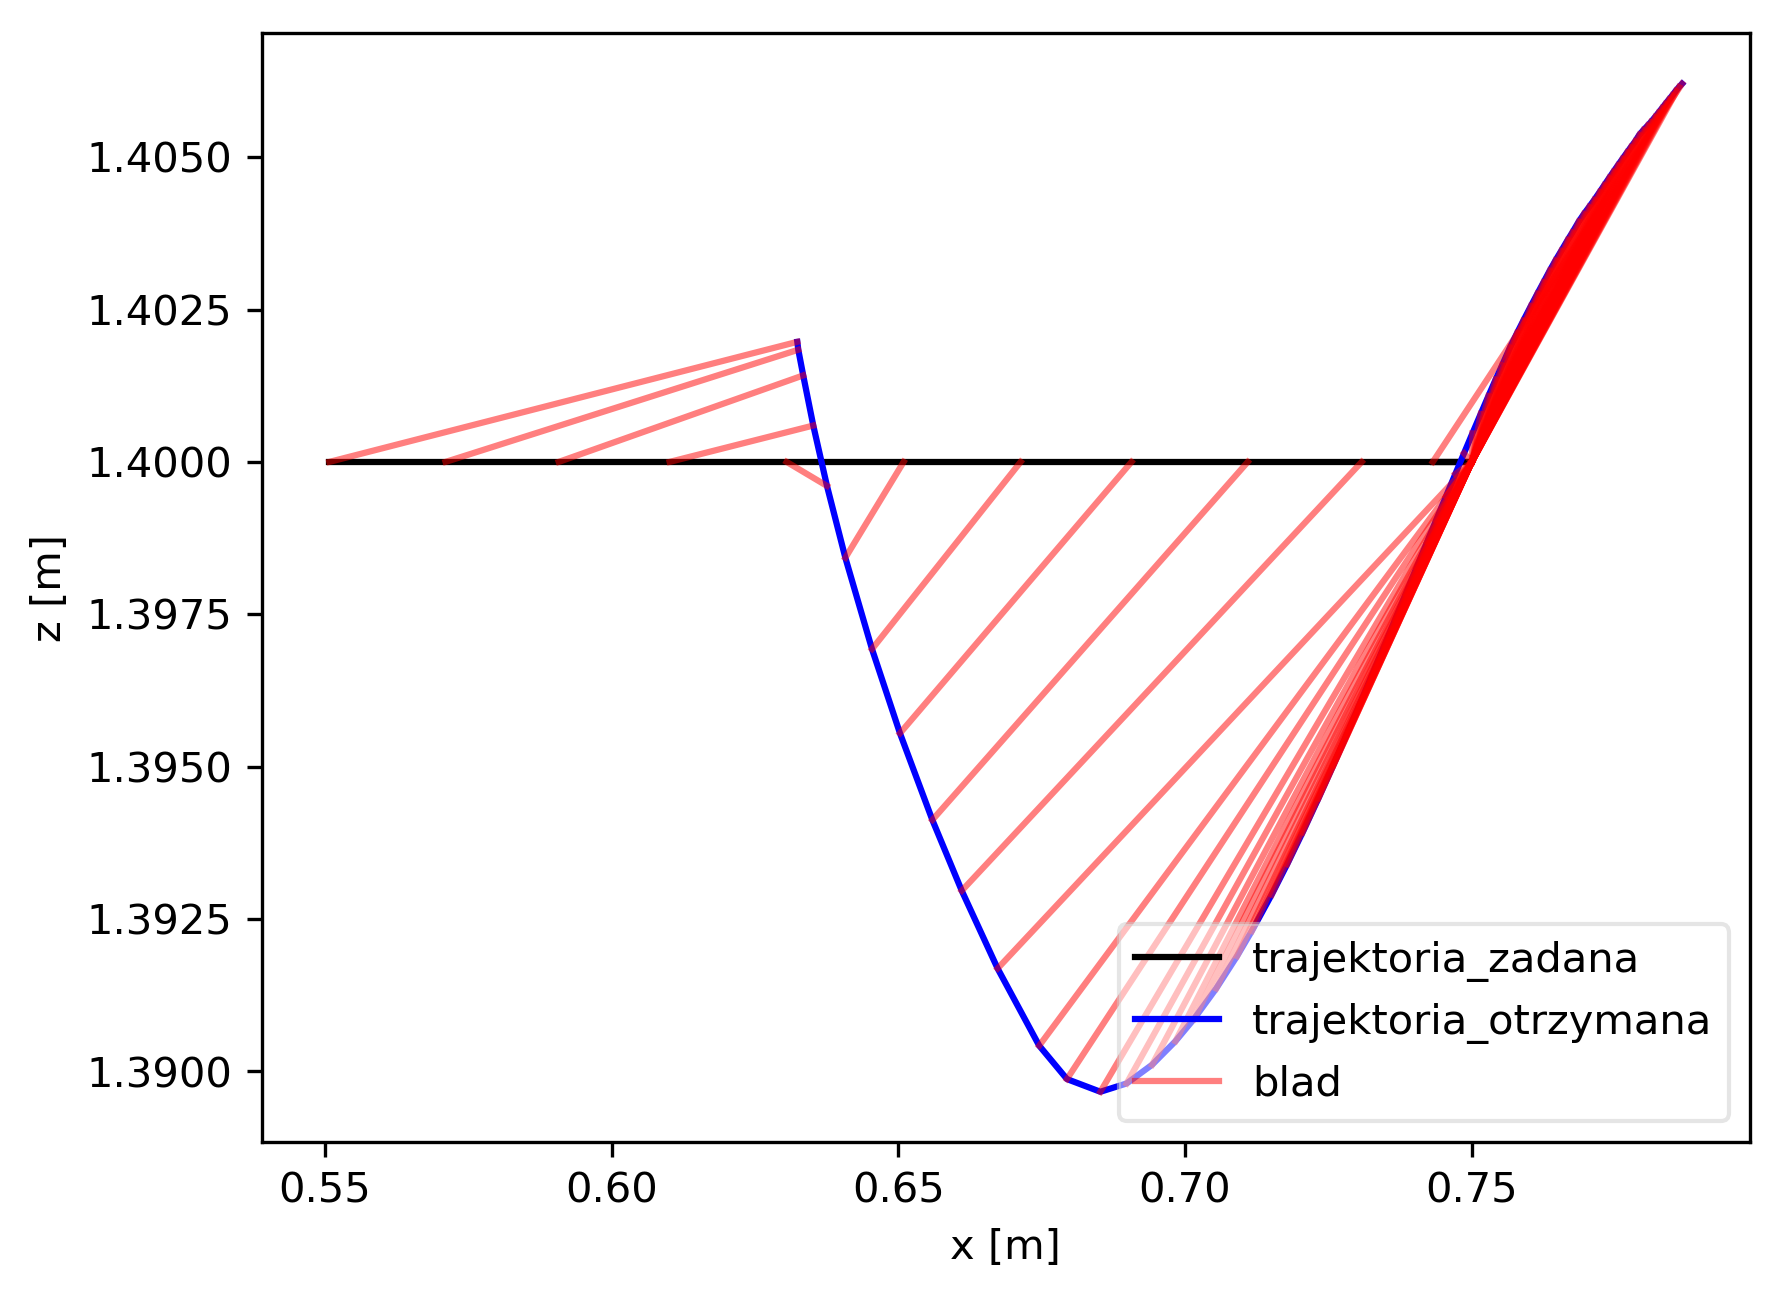 z [m]
1.4050
1.4025
1.4000
1.3975
1.3950
1.3925
1.3900
trajektoria_zadana
trajektoria_otrzymana
blad
0.55 0.60 0.65 0.70 0.75
x [m]